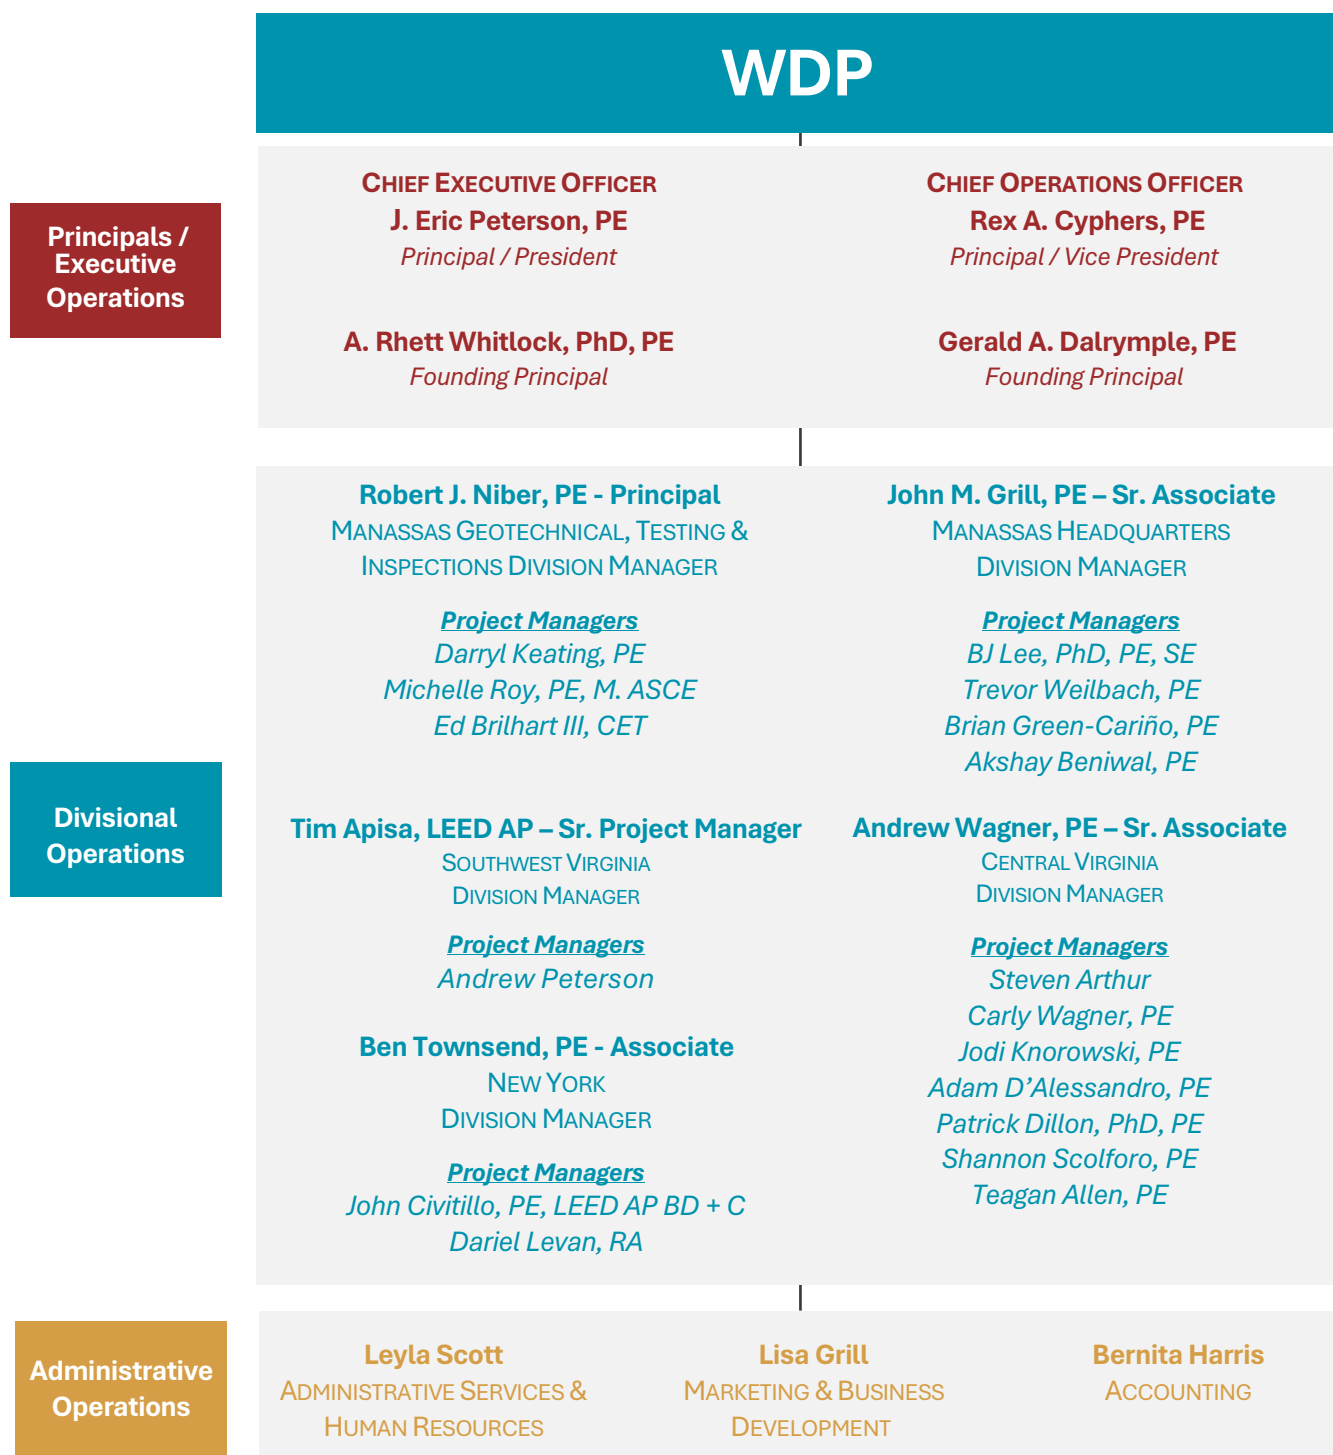 WDP
Principals /
Executive
Operations
CHIEF EXECUTIVE OFFICER
J. Eric Peterson, PE
Principal / President
CHIEF OPERATIONS OFFICER
Rex A. Cyphers, PE
Principal / Vice President
A. Rhett Whitlock, PhD, PE
Founding Principal
Gerald A. Dalrymple, PE
Founding Principal
Divisional
Operations
Robert J. Niber, PE - Principal
MANASSAS GEOTECHNICAL, TESTING &
INSPECTIONS DIVISION MANAGER
Project Managers
Darryl Keating, PE
Michelle Roy, PE, M. ASCE
Ed Brilhart III, CET
John M. Grill, PE – Sr. Associate
MANASSAS HEADQUARTERS
DIVISION MANAGER
Project Managers
BJ Lee, PhD, PE, SE
Trevor Weilbach, PE
Brian Green-Cariño, PE
Akshay Beniwal, PE
Tim Apisa, LEED AP – Sr. Project Manager
SOUTHWEST VIRGINIA
DIVISION MANAGER
Project Managers
Andrew Peterson
Ben Townsend, PE - Associate
NEW YORK
DIVISION MANAGER
Project Managers
John Civitillo, PE, LEED AP BD + C
Dariel Levan, RA
Andrew Wagner, PE – Sr. Associate
CENTRAL VIRGINIA
DIVISION MANAGER
Project Managers
Steven Arthur
Carly Wagner, PE
Jodi Knorowski, PE
Adam D’Alessandro, PE
Patrick Dillon, PhD, PE
Shannon Scolforo, PE
Teagan Allen, PE
Administrative
Operations
Leyla Scott
ADMINISTRATIVE SERVICES &
HUMAN RESOURCES
Lisa Grill
MARKETING & BUSINESS
DEVELOPMENT
Bernita Harris
ACCOUNTING